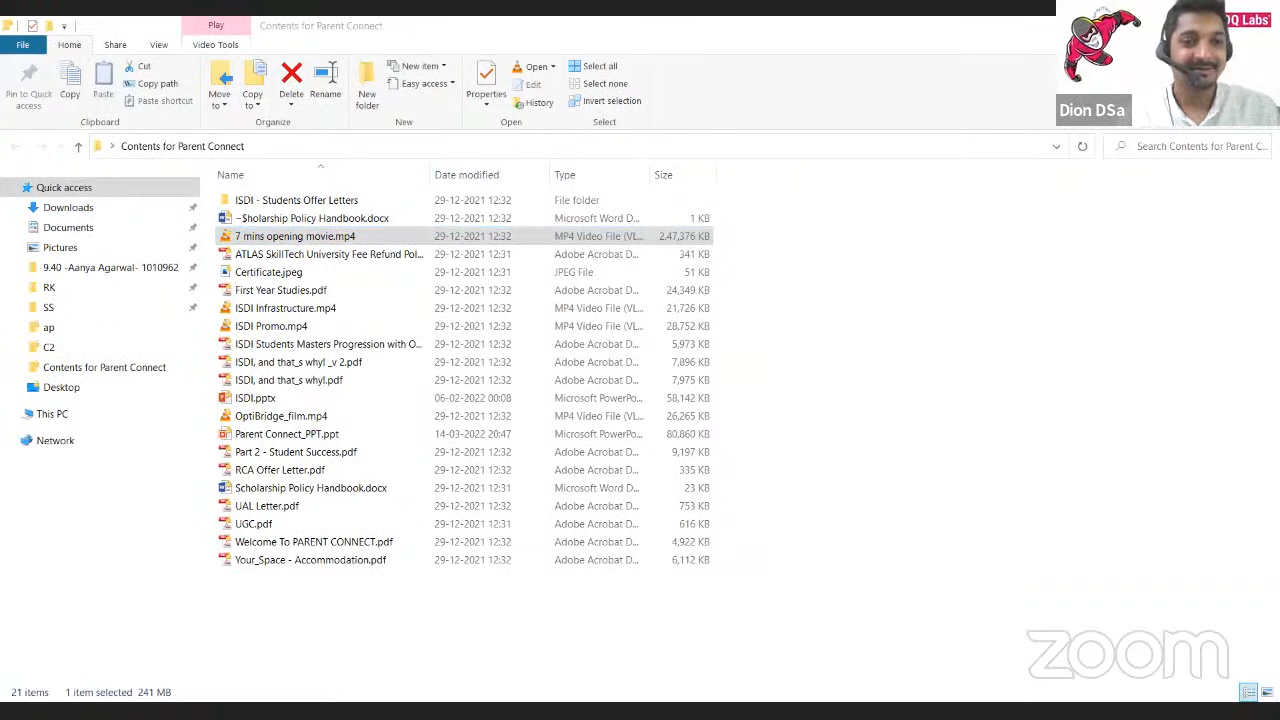 Play
Contents for Parent Connect
File
Home
Share
View
Video Tools
Pin to Quick access
Copy
Paste
Cut
Copy path
Paste shortcut
Clipboard
Move to
Copy to
Delete
Rename
Organize
New folder
New item
Easy access
New
Properties
Open
Edit
History
Open
Select all
Select none
Invert selection
Select
OQ Labs
Dion DSa
Contents for Parent Connect
Search Contents for Parent C...
Name Date modified Type Size
Quick access
Downloads
Documents
Pictures
9.40 -Aanya Agarwal- 1010962
RK
SS
ap
C2
Contents for Parent Connect
Desktop
This PC
Network
ISDI - Students Offer Letters 29-12-2021 12:32 File folder
~$holarship Policy Handbook.docx 29-12-2021 12:32 Microsoft Word D... 1 KB
7 mins opening movie.mp4 29-12-2021 12:32 MP4 Video File (VL... 2,47,376 KB
ATLAS SkillTech University Fee Refund Pol... 29-12-2021 12:31 Adobe Acrobat D... 341 KB
Certificate.jpeg 29-12-2021 12:31 JPEG File 51 KB
First Year Studies.pdf 29-12-2021 12:32 Adobe Acrobat D... 24,349 KB
ISDI Infrastructure.mp4 29-12-2021 12:32 MP4 Video File (VL... 21,726 KB
ISDI Promo.mp4 29-12-2021 12:32 MP4 Video File (VL... 28,752 KB
ISDI Students Masters Progression with O... 29-12-2021 12:32 Adobe Acrobat D... 5,973 KB
ISDI, and that_s why! _v 2.pdf 29-12-2021 12:32 Adobe Acrobat D... 7,896 KB
ISDI, and that_s why!.pdf 29-12-2021 12:32 Adobe Acrobat D... 7,975 KB
ISDI.pptx 06-02-2022 00:08 Microsoft PowerPo... 58,142 KB
OptiBridge_film.mp4 29-12-2021 12:32 MP4 Video File (VL... 26,265 KB
Parent Connect_PPT.ppt 14-03-2022 20:47 Microsoft PowerPo... 80,860 KB
Part 2 - Student Success.pdf 29-12-2021 12:32 Adobe Acrobat D... 9,197 KB
RCA Offer Letter.pdf 29-12-2021 12:32 Adobe Acrobat D... 335 KB
Scholarship Policy Handbook.docx 29-12-2021 12:31 Microsoft Word D... 23 KB
UAL Letter.pdf 29-12-2021 12:32 Adobe Acrobat D... 753 KB
UGC.pdf 29-12-2021 12:31 Adobe Acrobat D... 616 KB
Welcome To PARENT CONNECT.pdf 29-12-2021 12:32 Adobe Acrobat D... 4,922 KB
Your_Space - Accommodation.pdf 29-12-2021 12:32 Adobe Acrobat D... 6,112 KB
zoom
21 items 1 item selected 241 MB